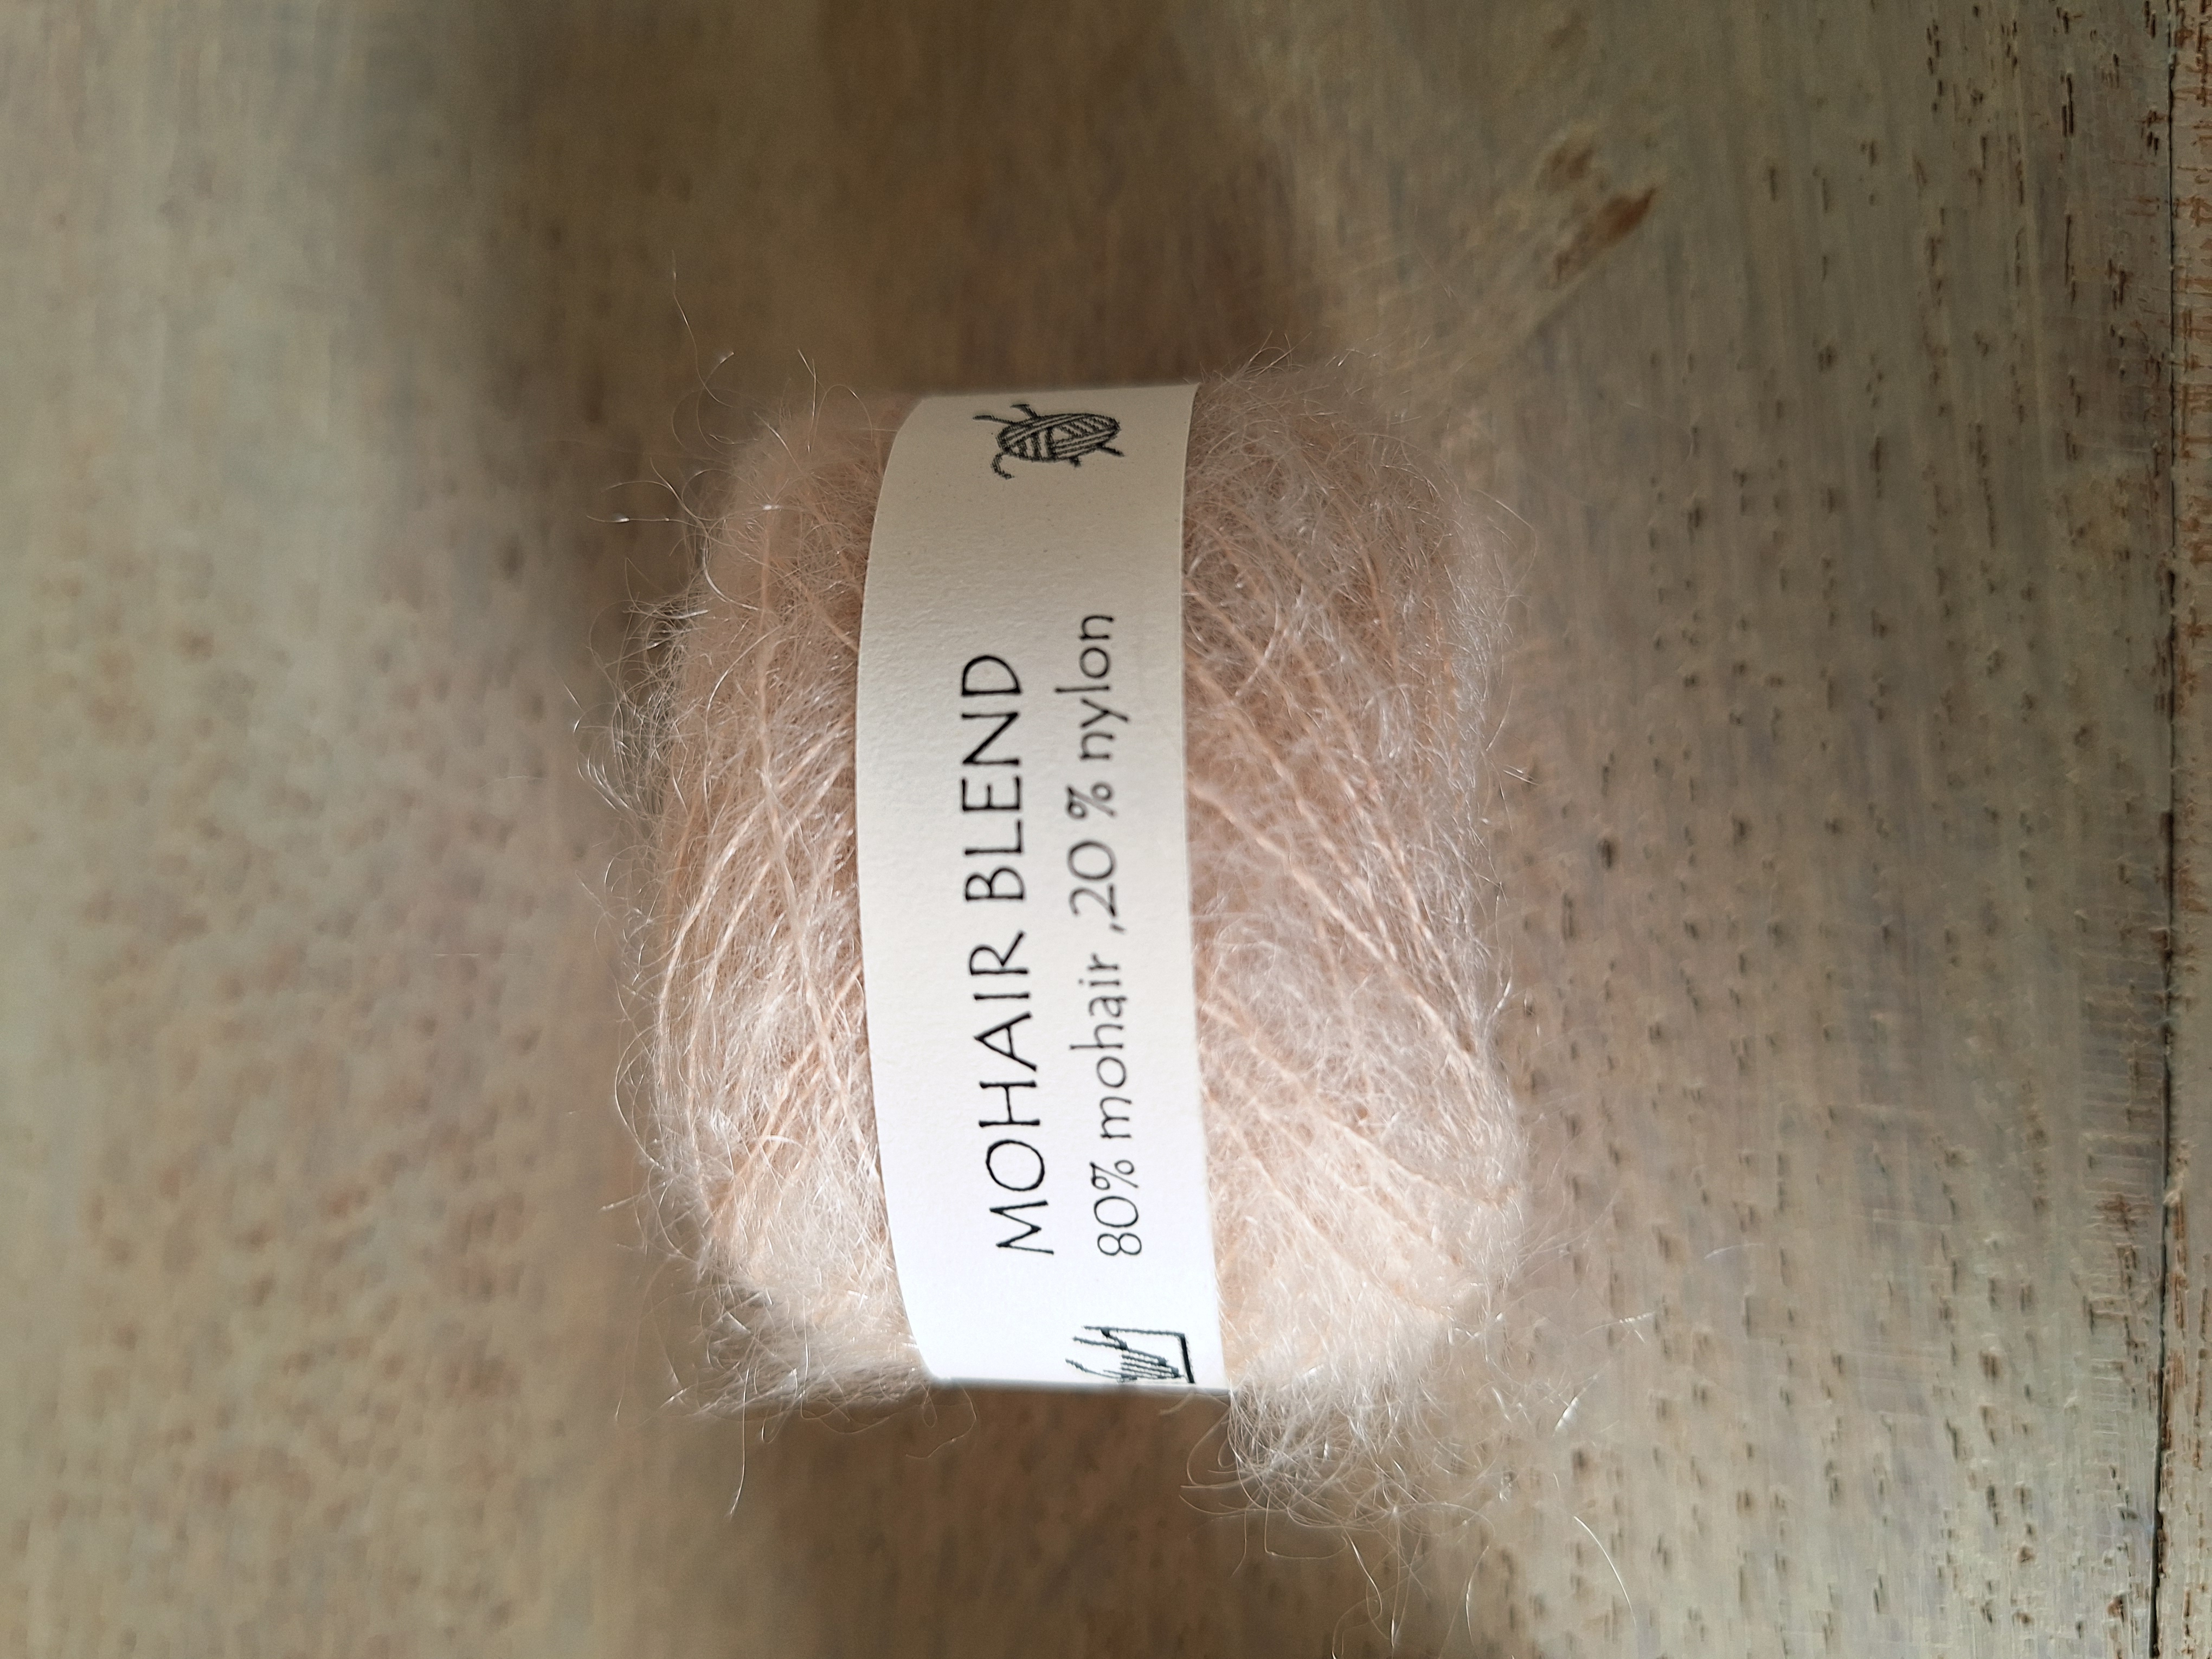 MOHAIR BLEND
80% mohair ,20 % nylon